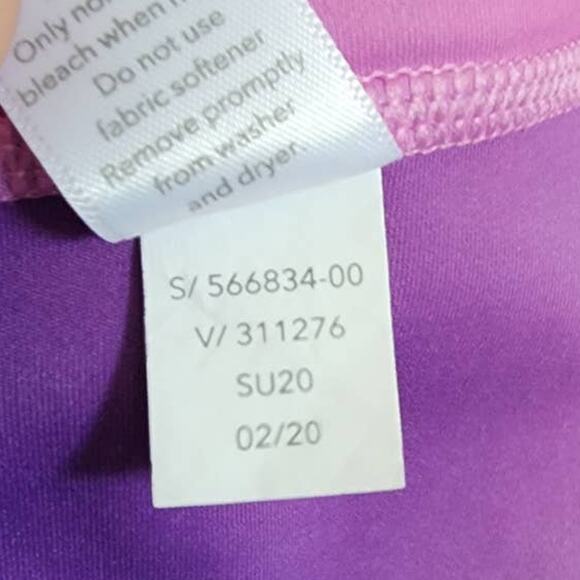 Only no
bleach when n
Do not use
fabric softener
Remove promptly
from washer
and dryer.
S/ 566834-00
V/ 311276
SU20
02/20